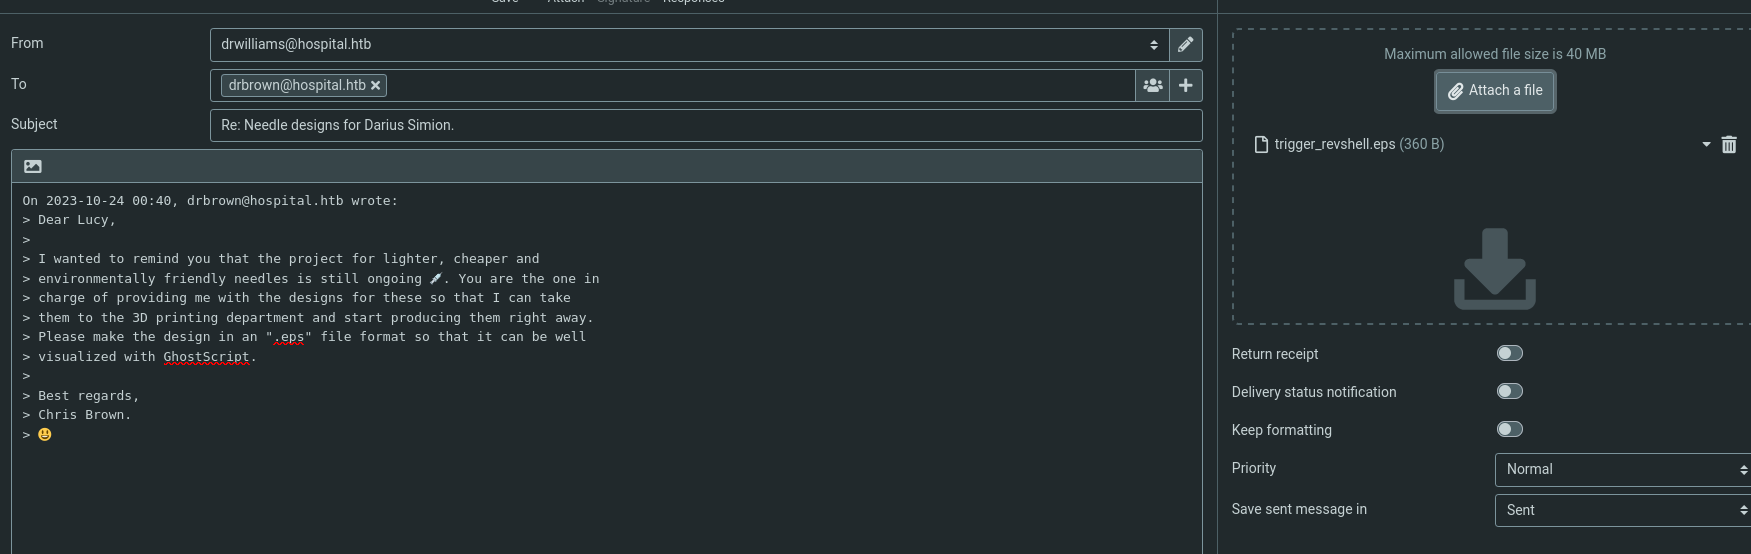 Save Attach Signature Responses
From drwilliams@hospital.htb
To drbrown@hospital.htb
Subject Re: Needle designs for Darius Simion.
On 2023-10-24 00:40, drbrown@hospital.htb wrote:
> Dear Lucy,
>
> I wanted to remind you that the project for lighter, cheaper and
> environmentally friendly needles is still ongoing 💉. You are the one in
> charge of providing me with the designs for these so that I can take
> them to the 3D printing department and start producing them right away.
> Please make the design in an ".eps" file format so that it can be well
> visualized with GhostScript.
>
> Best regards,
> Chris Brown.
> 😃
Maximum allowed file size is 40 MB
Attach a file
trigger_revshell.eps (360 B)
Return receipt
Delivery status notification
Keep formatting
Priority Normal
Save sent message in Sent